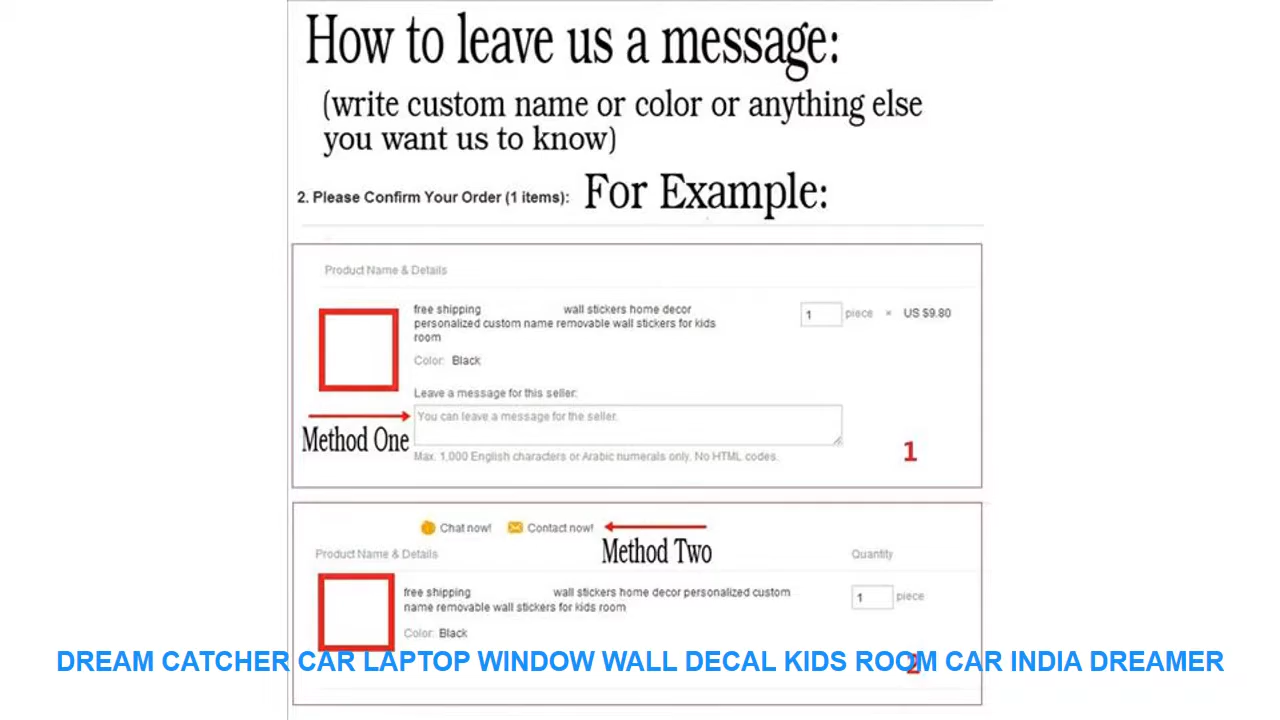 How to leave us a message:
(write custom name or color or anything else
you want us to know)
2. Please Confirm Your Order (1 items): For Example:
Product Name & Details
free shipping wall stickers home decor
personalized custom name removable wall stickers for kids
room
1 piece × US $9.80
Color: Black
Leave a message for this seller:
You can leave a message for the seller.
Method One
Max. 1,000 English characters or Arabic numerals only. No HTML codes.
1
Chat now! Contact now!
Method Two
Product Name & Details Quantity
free shipping wall stickers home decor personalized custom
name removable wall stickers for kids room
1 piece
Color: Black
2
DREAM CATCHER CAR LAPTOP WINDOW WALL DECAL KIDS ROOM CAR INDIA DREAMER